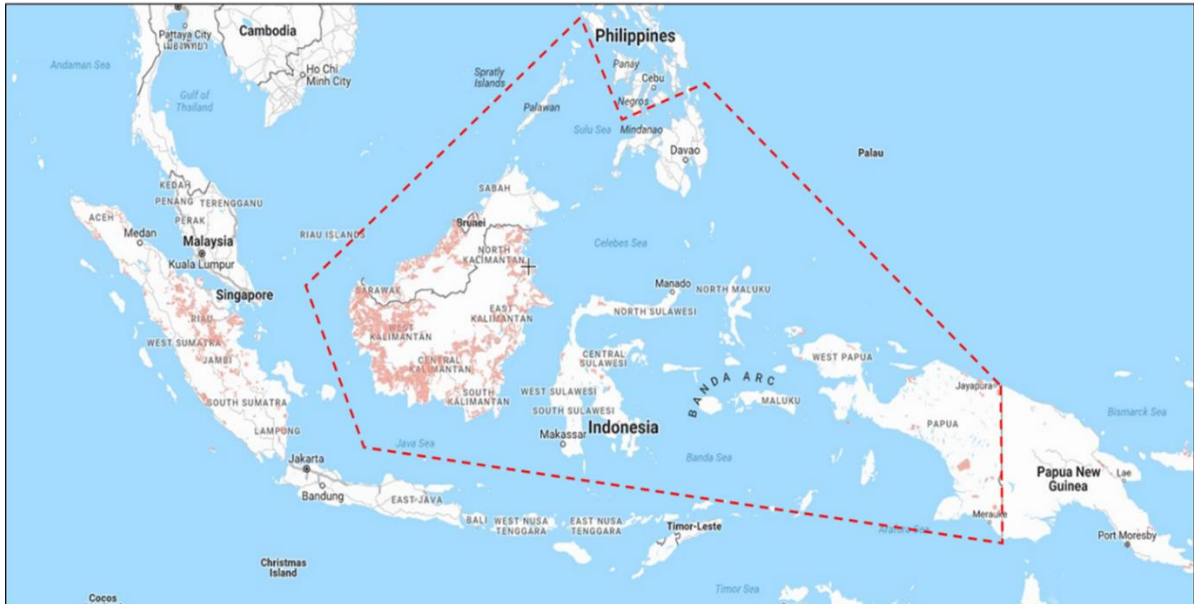 Pattaya City
เมืองพัทยา
Cambodia
Ho Chi
Minh City
Andaman Sea
Gulf of
Thailand
Spratly
Islands
Palawan
Philippines
Panay
Cebu
Negros
Sulu Sea
Mindanao
Davao
Palau
KEDAH
PENANG
TERENGGANU
PERAK
ACEH
Medan
Malaysia
Kuala Lumpur
RIAU ISLANDS
Singapore
SABAH
Brunei
NORTH
KALIMANTAN
Celebes Sea
SARAWAK
WEST
KALIMANTAN
EAST
KALIMANTAN
CENTRAL
KALIMANTAN
SOUTH
KALIMANTAN
RIAU
WEST SUMATRA
JAMBI
SOUTH SUMATRA
LAMPUNG
Manado
NORTH MALUKU
NORTH SULAWESI
CENTRAL
SULAWESI
WEST SULAWESI
SOUTH SULAWESI
Makassar
Indonesia
BANDA ARC
MALUKU
WEST PAPUA
Jayapura
PAPUA
Bismarck Sea
Java Sea
Banda Sea
Jakarta
Bandung
EAST JAVA
BALI
WEST NUSA
TENGGARA
EAST NUSA
TENGGARA
Timor-Leste
Merauke
Arafura Sea
Papua New
Guinea
Lae
Port Moresby
Christmas
Island
Timor Sea
Cocos